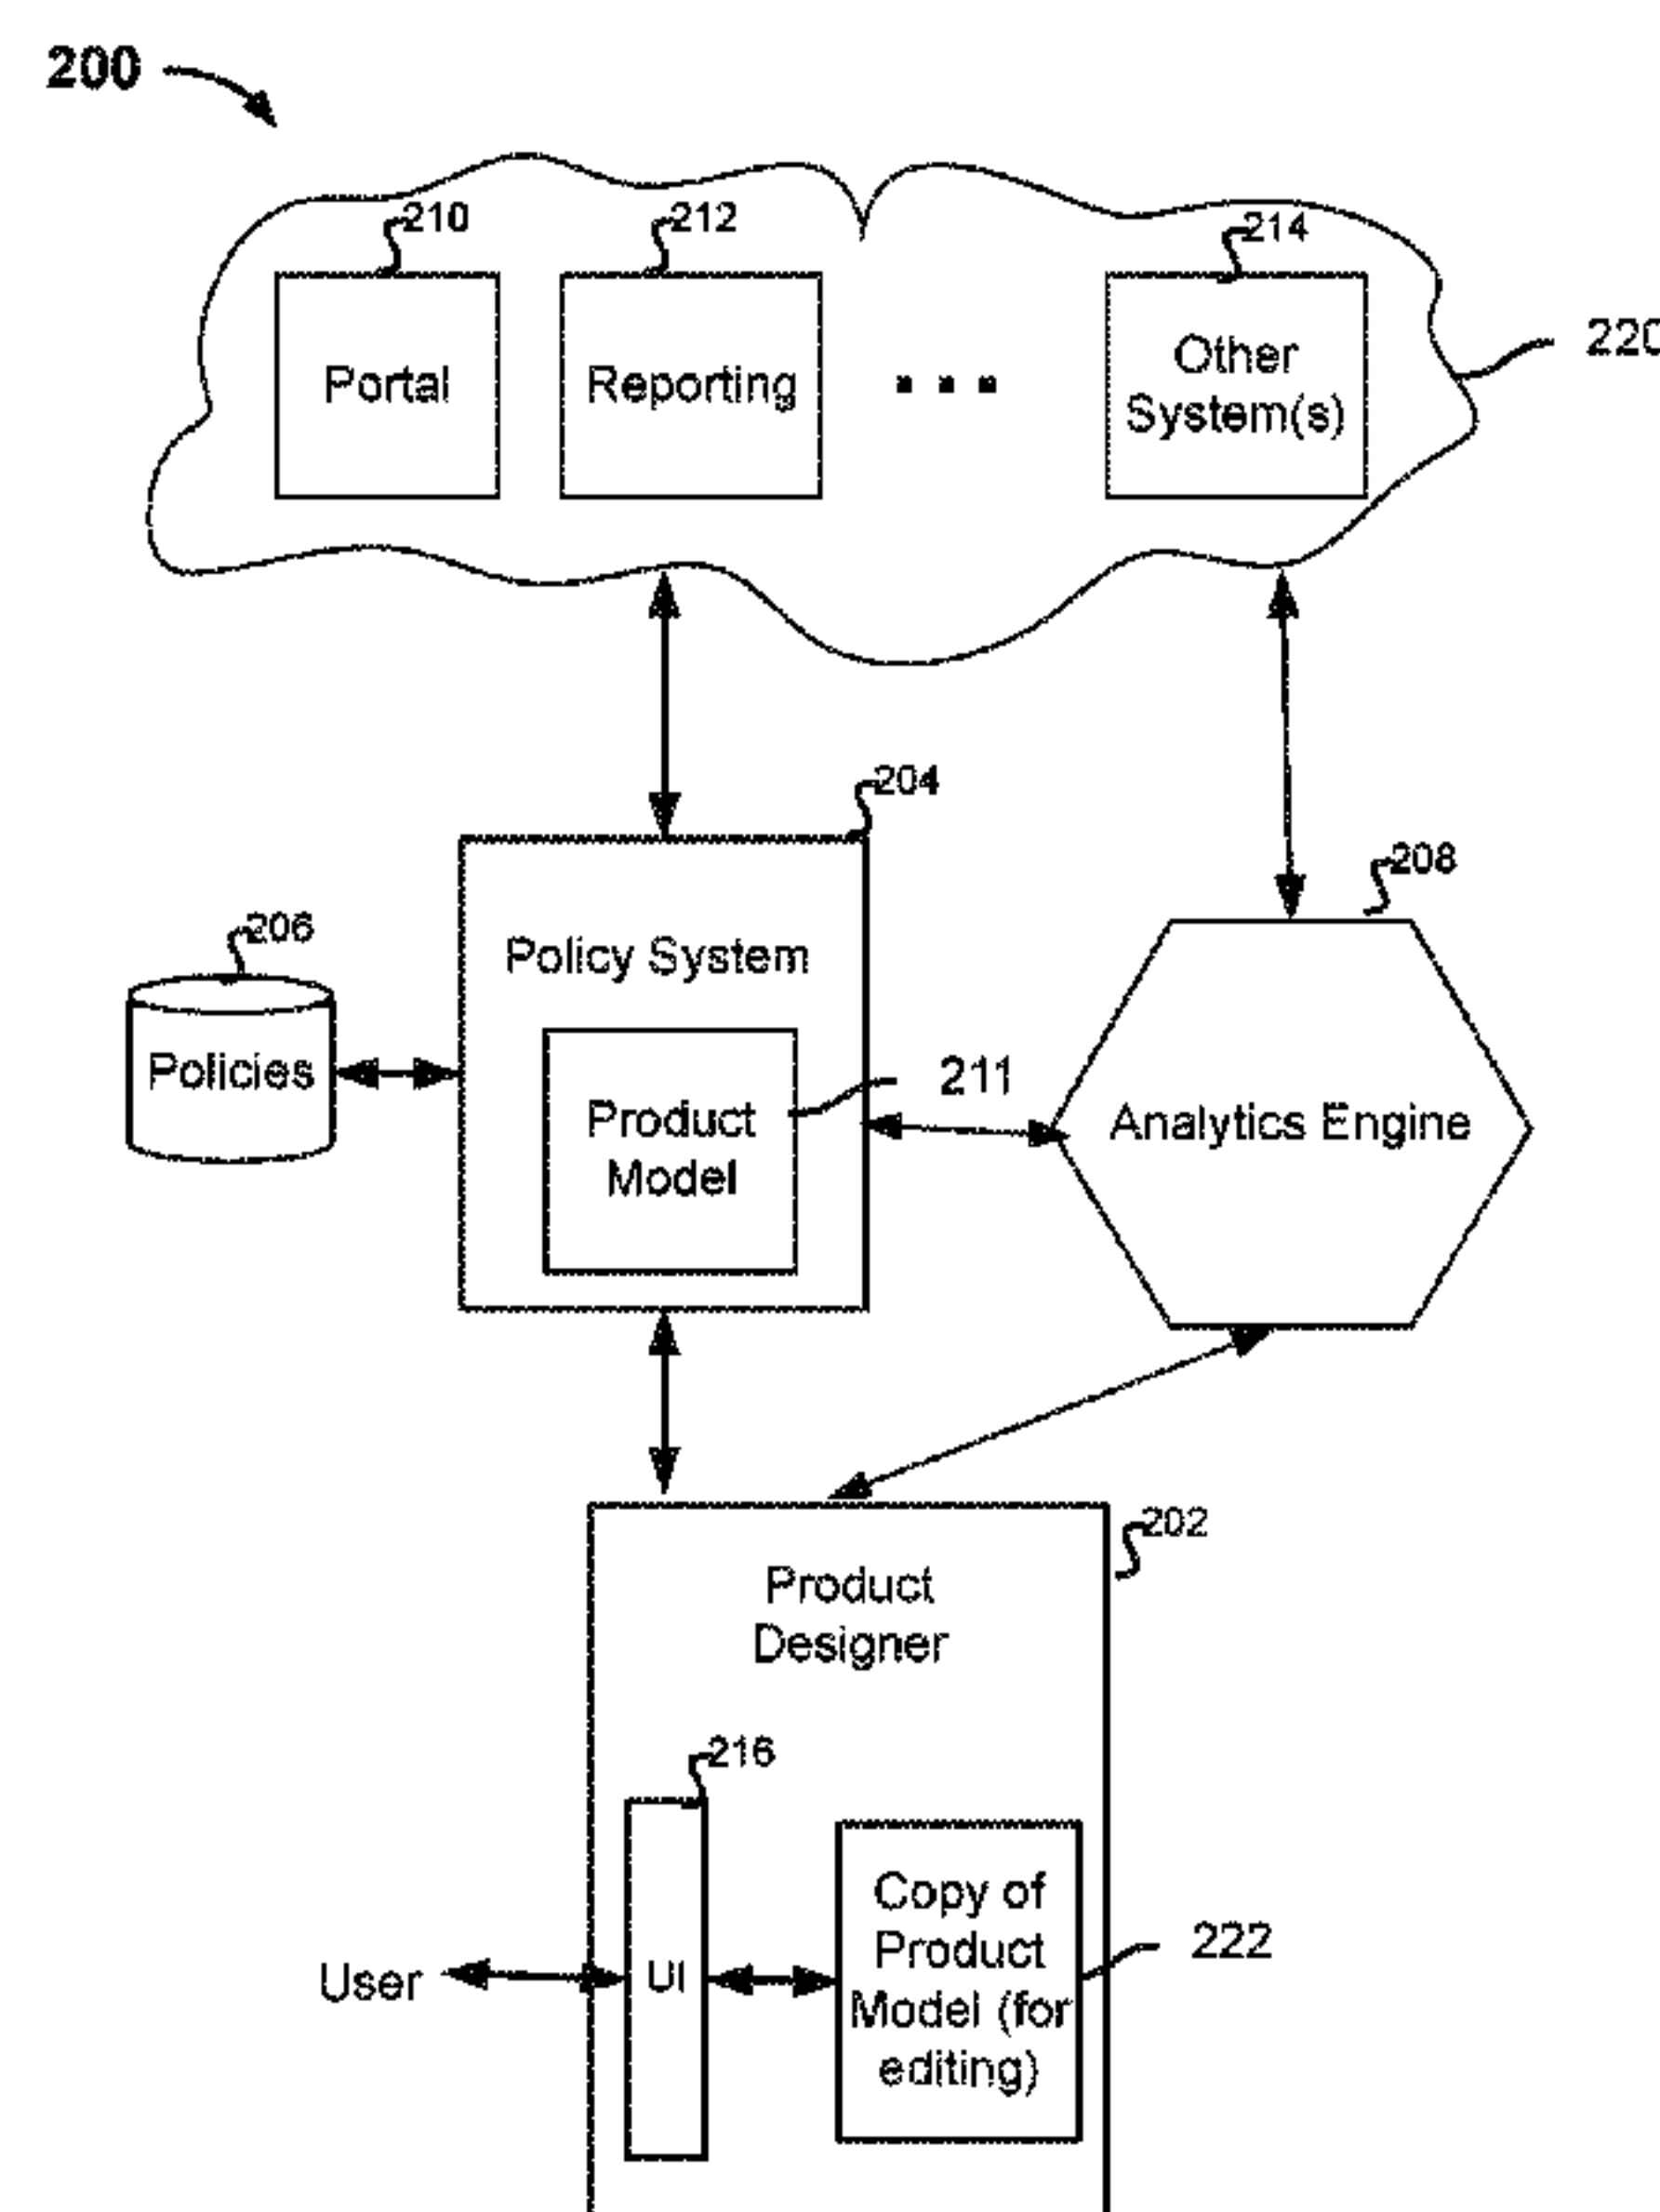 200
210
212
214
Portal
Reporting
...
Other
System(s)
220
204
208
206
Policy System
Policies
211
Product
Model
Analytics Engine
202
Product
Designer
216
Copy of
Product
Model (for
editing)
222
User
UI